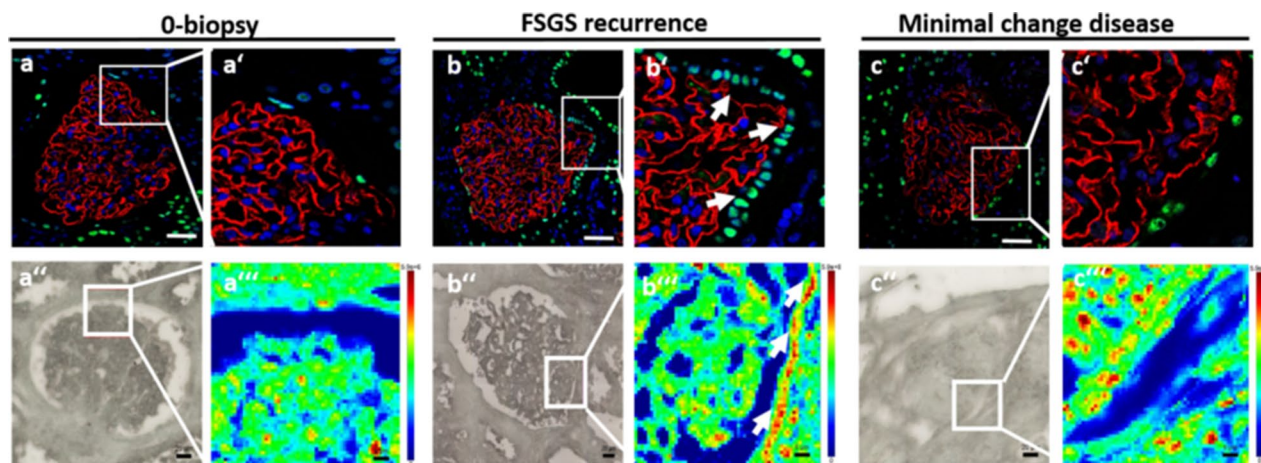 0-biopsy
FSGS recurrence
Minimal change disease
a
a‘
b
b‘
c
c‘
a‘‘
a‘‘‘
b‘‘
b‘‘‘
c‘‘
c‘‘‘